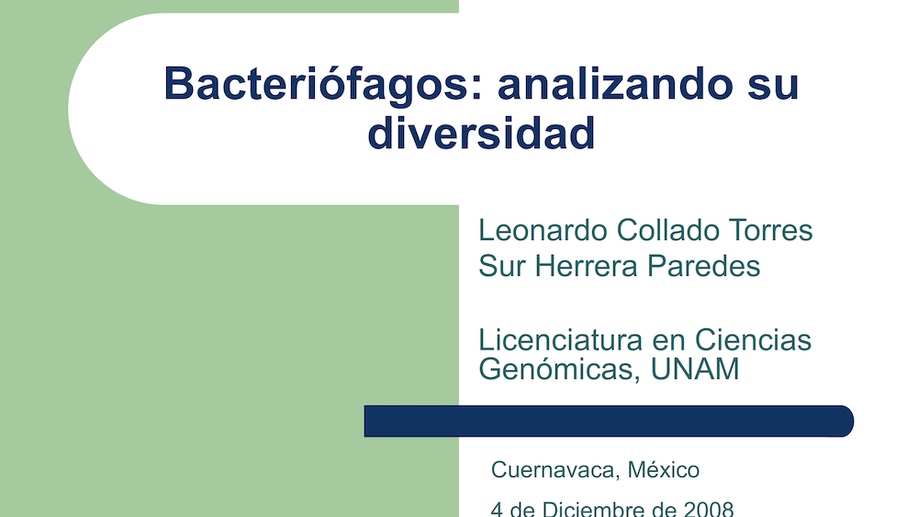 Bacteriófagos: analizando su
diversidad
Leonardo Collado Torres
Sur Herrera Paredes
Licenciatura en Ciencias
Genómicas, UNAM
Cuernavaca, México
4 de Diciembre de 2008